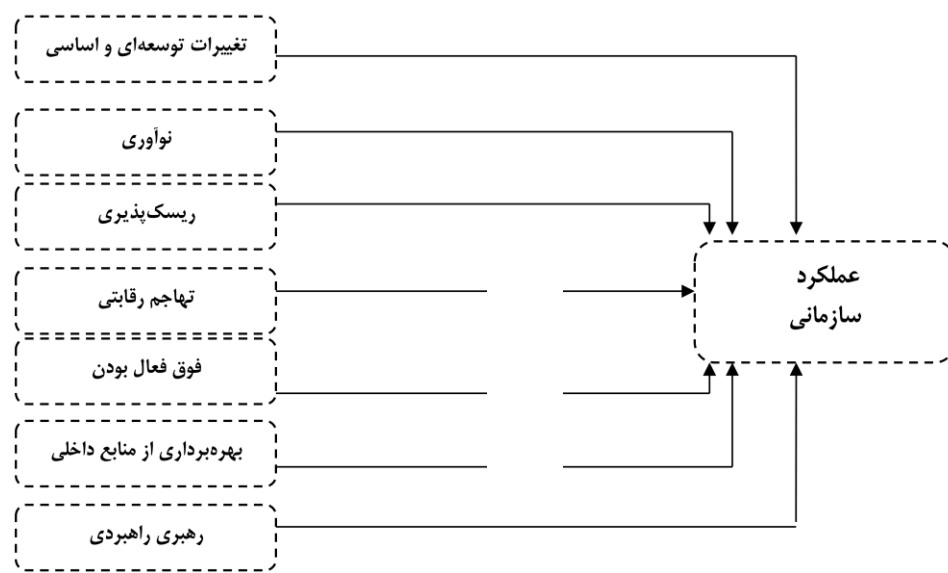 تغییرات توسعه‌ای و اساسی
نوآوری
ریسک‌پذیری
تهاجم رقابتی
فوق فعال بودن
بهره‌برداری از منابع داخلی
رهبری راهبردی
عملکرد
سازمانی